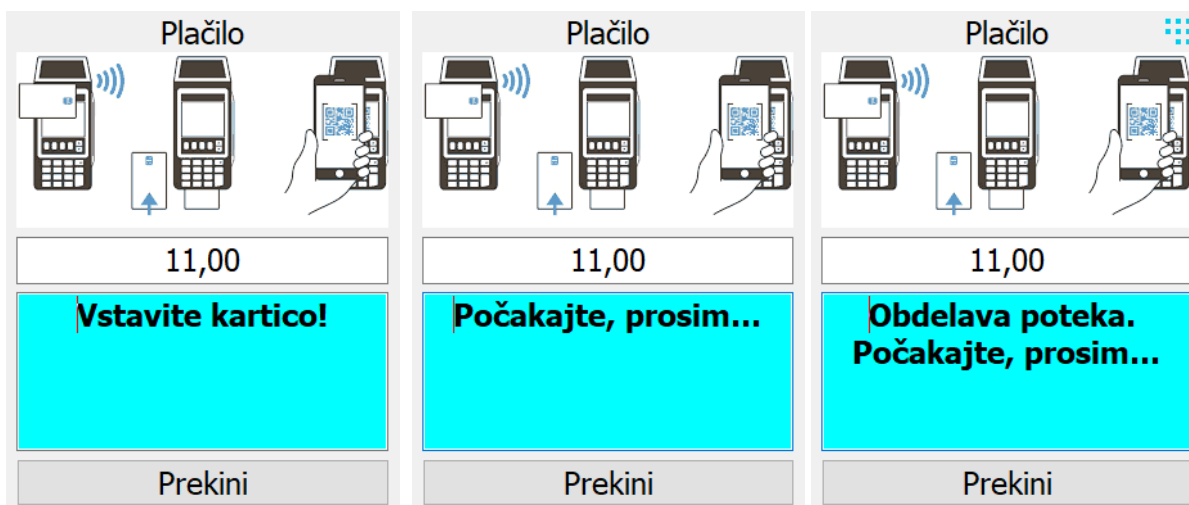 Plačilo
11,00
Vstavite kartico!
Prekini
Plačilo
11,00
Počakajte, prosim...
Prekini
Plačilo
11,00
Obdelava poteka.
Počakajte, prosim...
Prekini